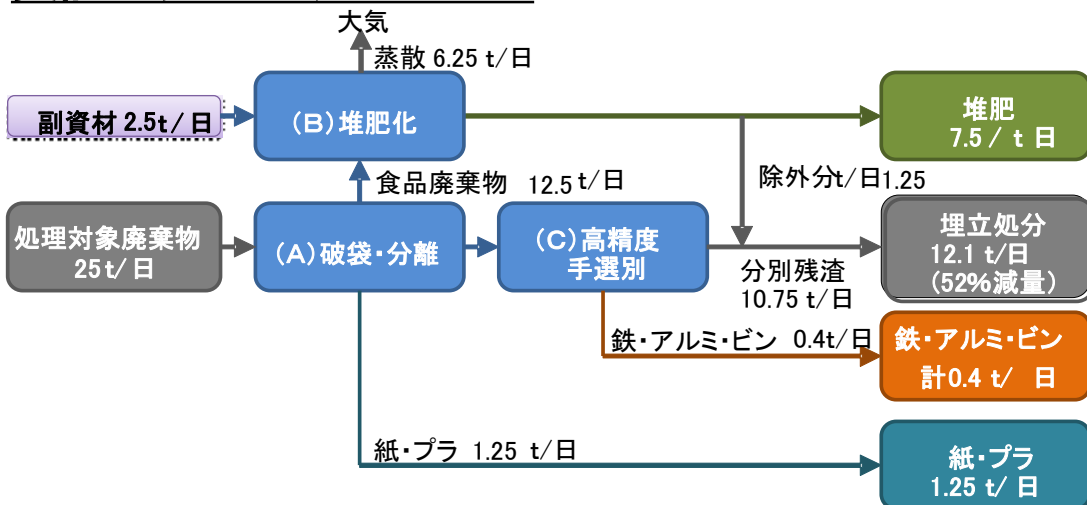 大気
蒸散 6.25 t/日
副資材 2.5t/日
(B)堆肥化
堆肥
7.5 / t 日
食品廃棄物 12.5 t/日
除外分t/日1.25
処理対象廃棄物
25t/日
(A)破袋・分離
(C)高精度
手選別
埋立処分
12.1 t/日
(52%減量)
分別残渣
10.75 t/日
鉄・アルミ・ビン 0.4t/日
鉄・アルミ・ビン
計0.4 t/ 日
紙・プラ 1.25 t/日
紙・プラ
1.25 t/日